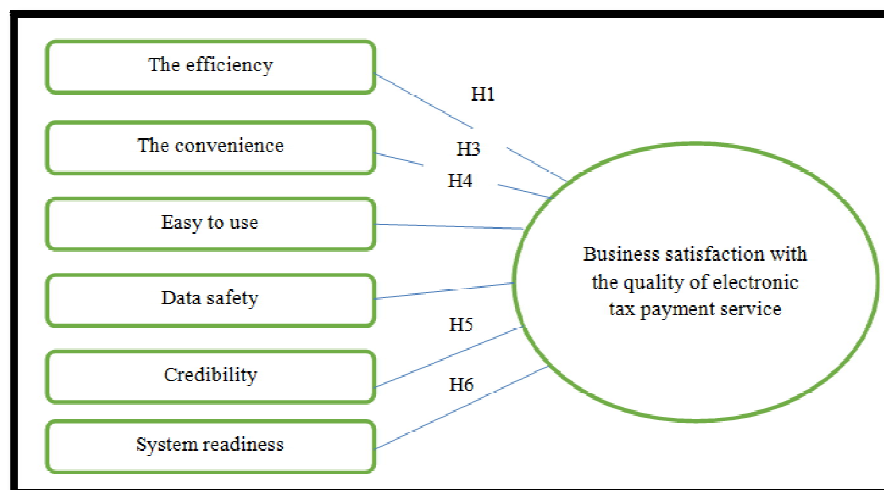 The efficiency
H1
The convenience
H3
H4
Easy to use
Business satisfaction with
the quality of electronic
tax payment service
Data safety
H5
Credibility
H6
System readiness